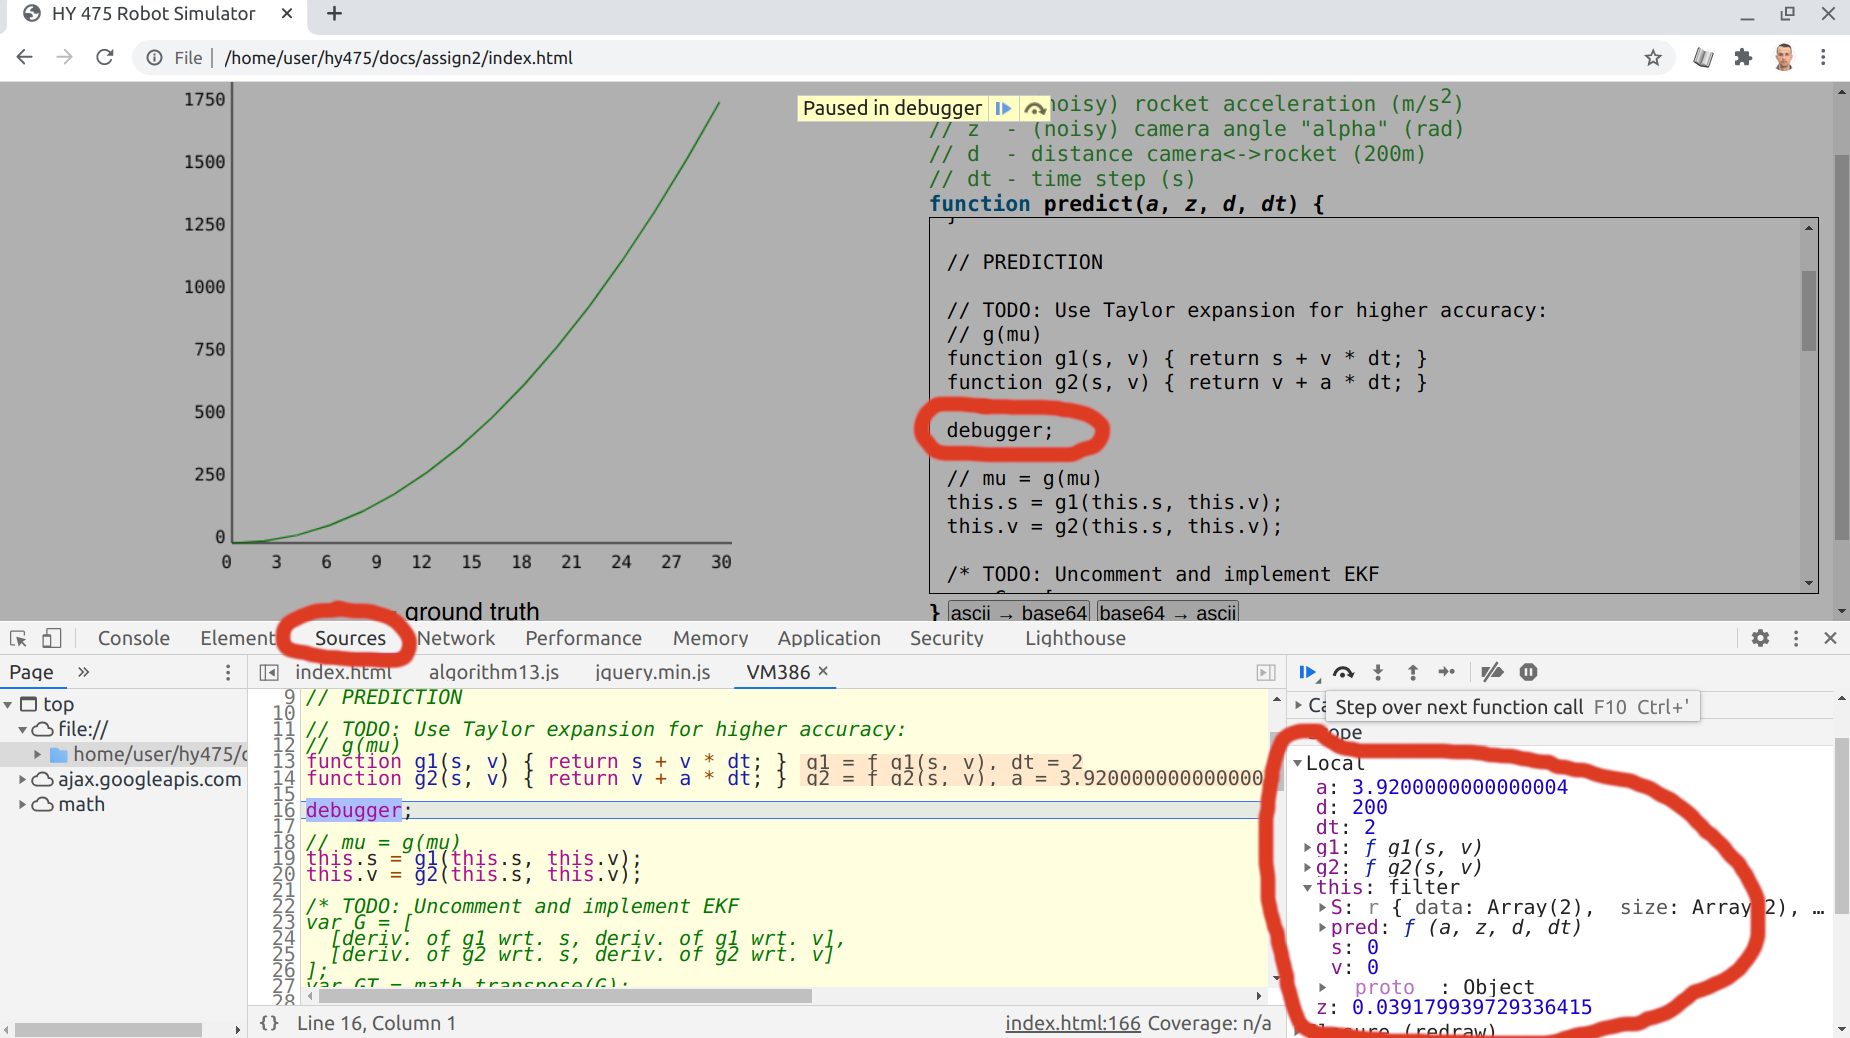 HY 475 Robot Simulator
File | /home/user/hy475/docs/assign2/index.html
1750
1500
1250
1000
750
500
250
0
0 3 6 9 12 15 18 21 24 27 30
ground truth
Paused in debugger
noisy) rocket acceleration (m/s2)
// z - (noisy) camera angle "alpha" (rad)
// d - distance camera<->rocket (200m)
// dt - time step (s)
function predict(a, z, d, dt) {
}
// PREDICTION
// TODO: Use Taylor expansion for higher accuracy:
// g(mu)
function g1(s, v) { return s + v * dt; }
function g2(s, v) { return v + a * dt; }
debugger;
// mu = g(mu)
this.s = g1(this.s, this.v);
this.v = g2(this.s, this.v);
/* TODO: Uncomment and implement EKF
} ascii → base64 base64 → ascii
Console Element Sources Network Performance Memory Application Security Lighthouse
Page »
top
file://
home/user/hy475/
ajax.googleapis.com
math
index.html algorithm13.js jquery.min.js VM386 ×
9 // PREDICTION
10
11 // TODO: Use Taylor expansion for higher accuracy:
12 // g(mu)
13 function g1(s, v) { return s + v * dt; } g1 = ƒ g1(s, v), dt = 2
14 function g2(s, v) { return v + a * dt; } g2 = ƒ g2(s, v), a = 3.920000000000000
15
16 debugger;
17
18 // mu = g(mu)
19 this.s = g1(this.s, this.v);
20 this.v = g2(this.s, this.v);
21
22 /* TODO: Uncomment and implement EKF
23 var G = [
24 [deriv. of g1 wrt. s, deriv. of g1 wrt. v],
25 [deriv. of g2 wrt. s, deriv. of g2 wrt. v]
26 ];
27 var GT = math.transpose(G);
28
{} Line 16, Column 1 index.html:166 Coverage: n/a
Ca
Step over next function call F10 Ctrl+'
ope
Local
a: 3.9200000000000004
d: 200
dt: 2
g1: ƒ g1(s, v)
g2: ƒ g2(s, v)
this: filter
S: r { data: Array(2), size: Array(2), …
pred: ƒ (a, z, d, dt)
s: 0
v: 0
proto : Object
z: 0.039179939729336415
Closure (redraw)